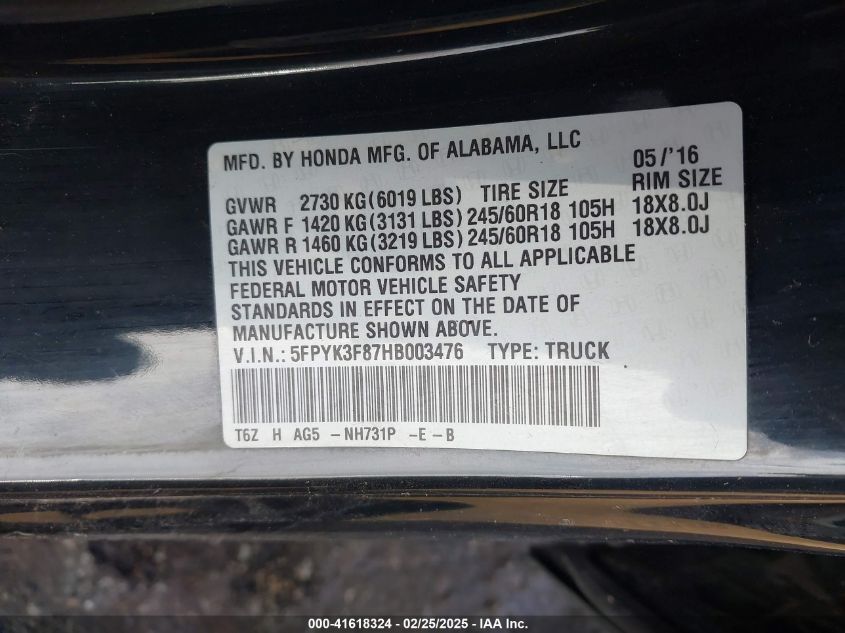 MFD. BY HONDA MFG. OF ALABAMA, LLC 05/'16
GVWR 2730 KG(6019 LBS) TIRE SIZE RIM SIZE
GAWR F 1420 KG(3131 LBS) 245/60R18 105H 18X8.0J
GAWR R 1460 KG(3219 LBS) 245/60R18 105H 18X8.0J
THIS VEHICLE CONFORMS TO ALL APPLICABLE
FEDERAL MOTOR VEHICLE SAFETY
STANDARDS IN EFFECT ON THE DATE OF
MANUFACTURE SHOWN ABOVE.
V.I.N.: 5FPYK3F87HB003476 TYPE: TRUCK
T6Z H AG5 -NH731P -E-B
000-41618324 - 02/25/2025 - IAAI Inc.